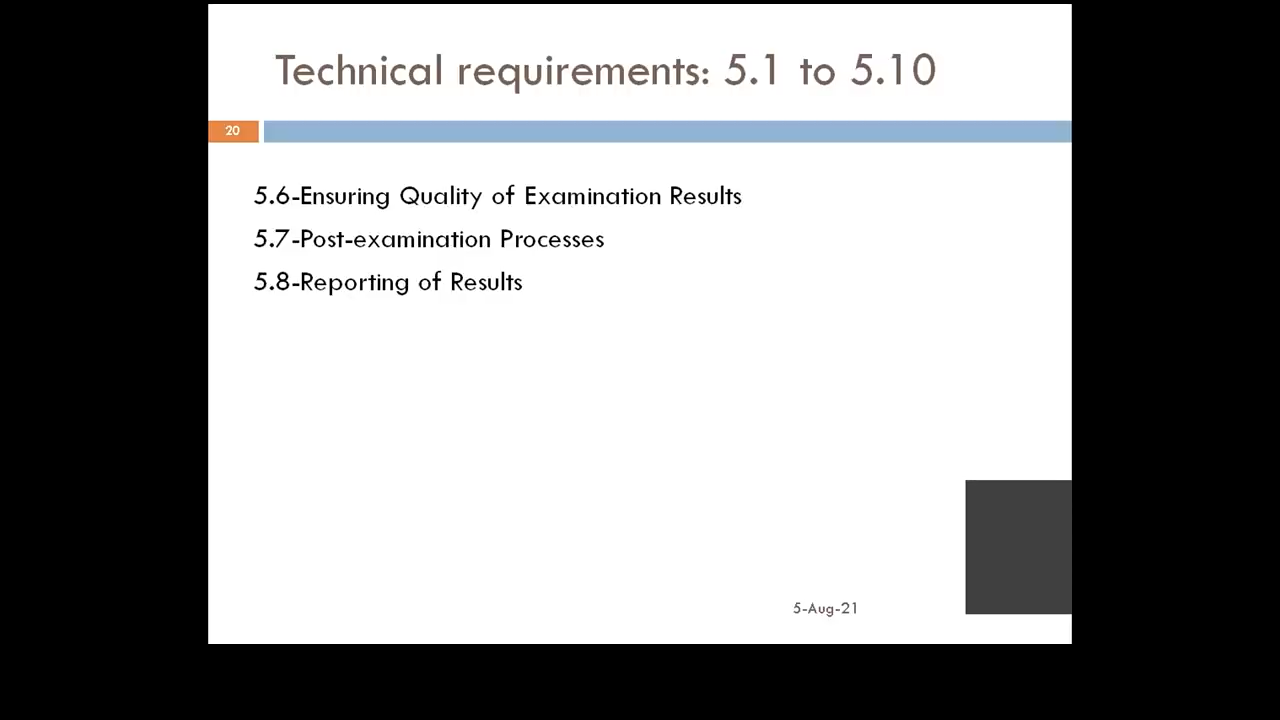 Technical requirements: 5.1 to 5.10
20
5.6-Ensuring Quality of Examination Results
5.7-Post-examination Processes
5.8-Reporting of Results
5-Aug-21